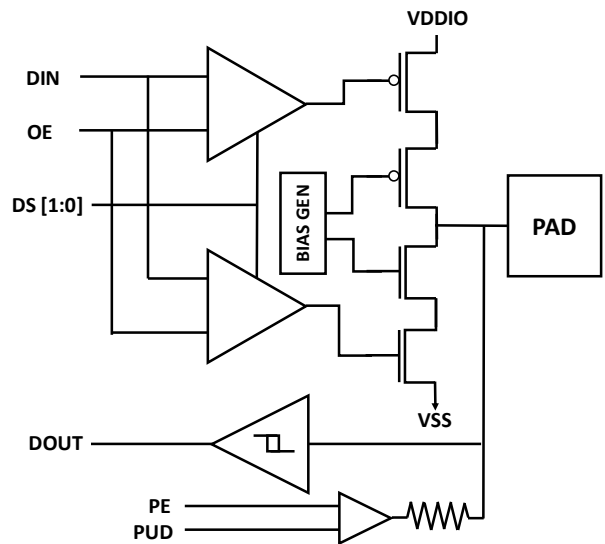 VDDIO
DIN
OE
DS [1:0]
BIAS GEN
PAD
VSS
DOUT
PE
PUD